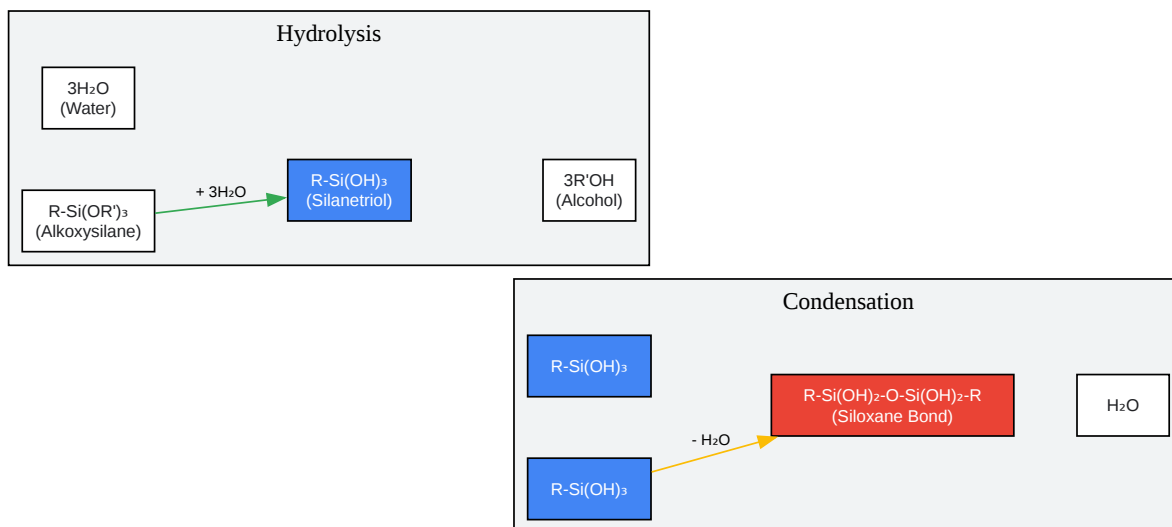 Hydrolysis
3H₂O
(Water)
R-Si(OR')₃
(Alkoxysilane)
+ 3H₂O
R-Si(OH)₃
(Silanetriol)
3R'OH
(Alcohol)
Condensation
R-Si(OH)₃
R-Si(OH)₃
- H₂O
R-Si(OH)₂-O-Si(OH)₂-R
(Siloxane Bond)
H₂O